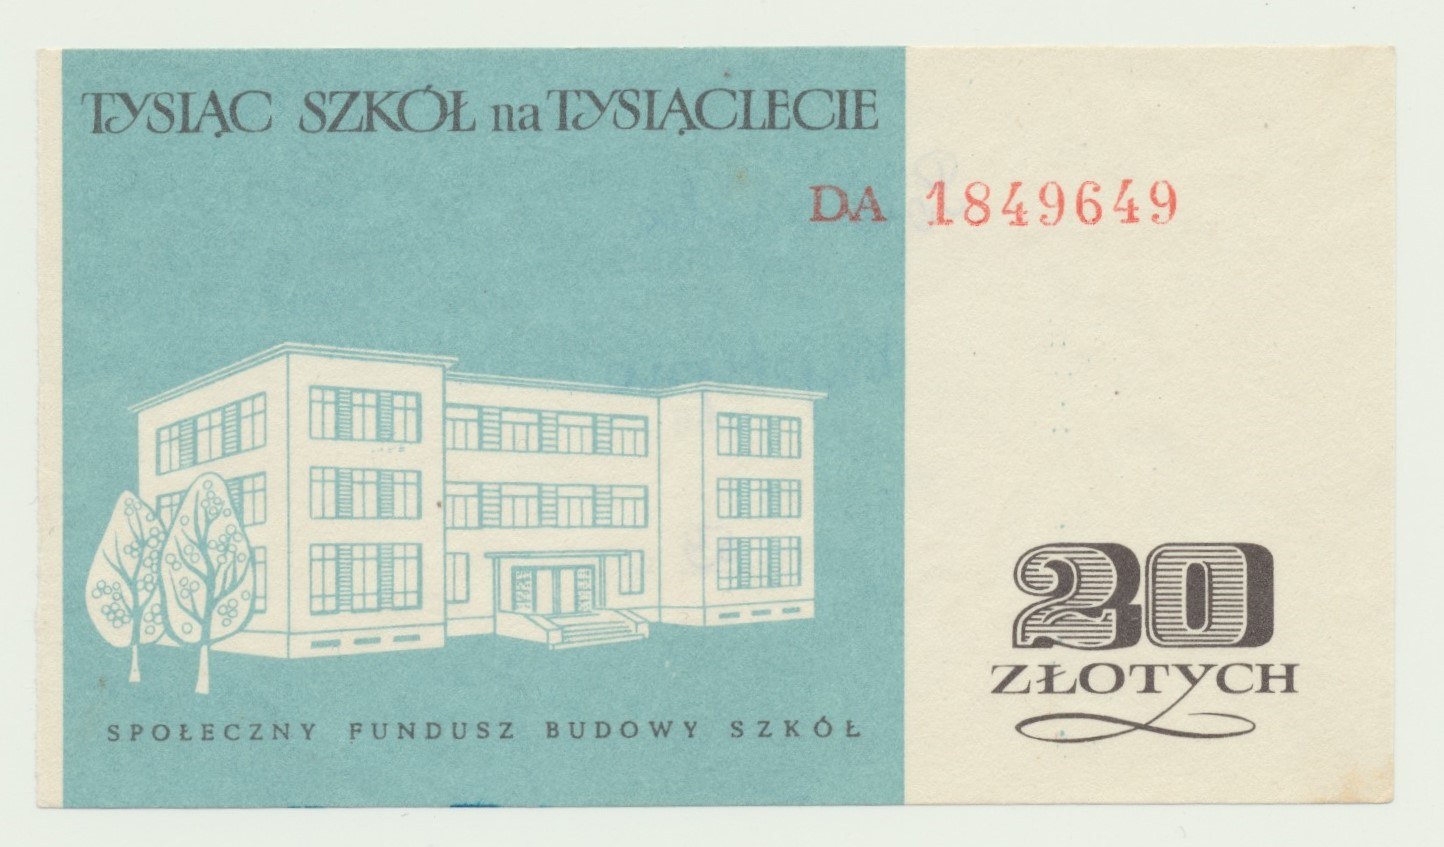 TYSIĄC SZKÓŁ na TYSIĄCLECIE
DA 1849649
20
ZŁOTYCH
SPOŁECZNY FUNDUSZ BUDOWY SZKÓŁ